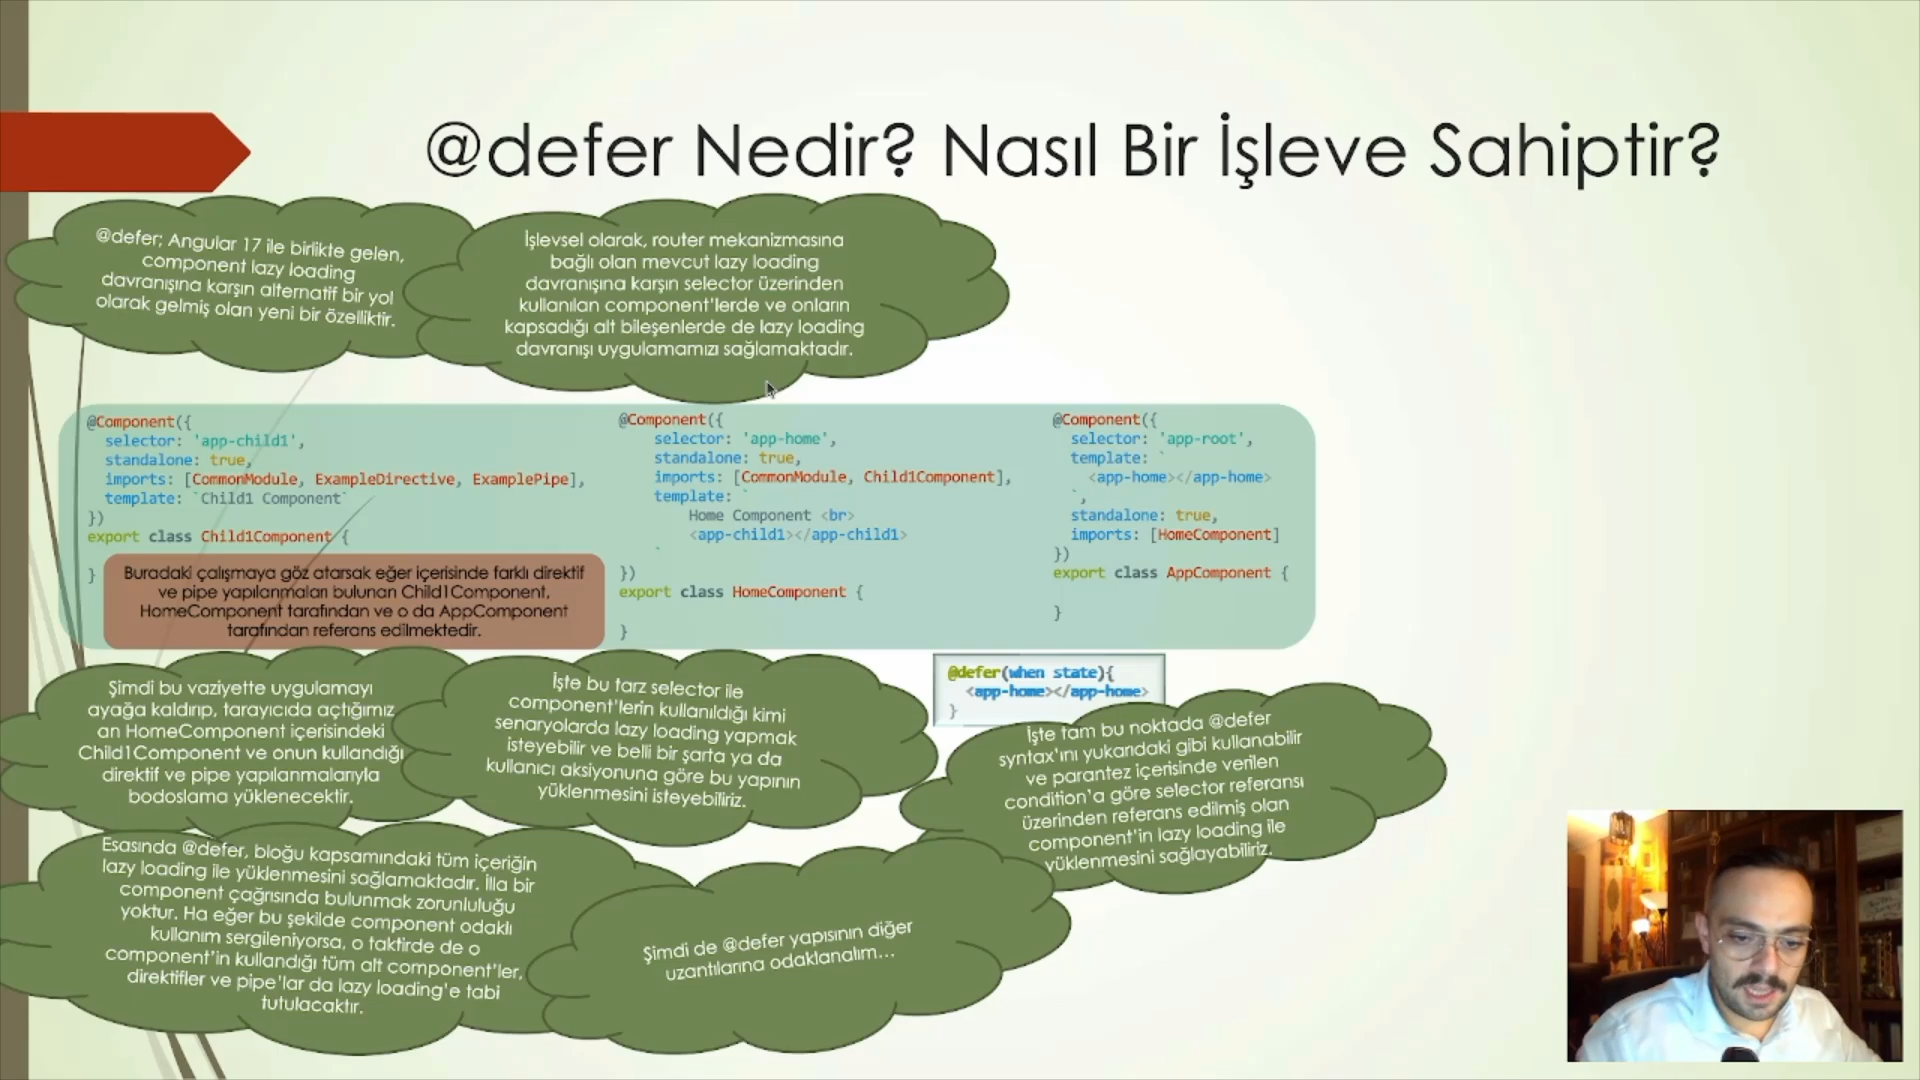 @defer Nedir? Nasıl Bir İşleve Sahiptir?
@defer; Angular 17 ile birlikte gelen,
component lazy loading
davranışına karşın alternatif bir yol
olarak gelmiş olan yeni bir özelliktir.
İşlevsel olarak, router mekanizmasına
bağlı olan mevcut lazy loading
davranışına karşın selector üzerinden
kullanılan component'lerde ve onların
kapsadığı alt bileşenlerde de lazy loading
davranışı uygulamamızı sağlamaktadır.
@Component({
selector: 'app-child1',
standalone: true,
imports: [CommonModule, ExampleDirective, ExamplePipe],
template: `Child1 Component`
})
export class Child1Component {
}
Buradaki çalışmaya göz atarsak eğer içerisinde farklı direktif
ve pipe yapılanmaları bulunan Child1Component,
HomeComponent tarafından ve o da AppComponent
tarafından referans edilmektedir.
@Component({
selector: 'app-home',
standalone: true,
imports: [CommonModule, Child1Component],
template: `
Home Component <br>
<app-child1></app-child1>
`
})
export class HomeComponent {
}
@Component({
selector: 'app-root',
template: `
<app-home></app-home>
`,
standalone: true,
imports: [HomeComponent]
})
export class AppComponent {
}
Şimdi bu vaziyette uygulamayı
ayağa kaldırıp, tarayıcıda açtığımız
an HomeComponent içerisindeki
Child1Component ve onun kullandığı
direktif ve pipe yapılanmalarıyla
bodoslama yüklenecektir.
İşte bu tarz selector ile
component'lerin kullanıldığı kimi
senaryolarda lazy loading yapmak
isteyebilir ve belli bir şarta ya da
kullanıcı aksiyonuna göre bu yapının
yüklenmesini isteyebiliriz.
@defer(when state){
<app-home></app-home>
}
İşte tam bu noktada @defer
syntax'ını yukarıdaki gibi kullanabilir
ve parantez içerisinde verilen
condition'a göre selector referansı
üzerinden referans edilmiş olan
component'in lazy loading ile
yüklenmesini sağlayabiliriz.
Esasında @defer, bloğu kapsamındaki tüm içeriğin
lazy loading ile yüklenmesini sağlamaktadır. İlla bir
component çağrısında bulunmak zorunluluğu
yoktur. Ha eğer bu şekilde component odaklı
kullanım sergileniyorsa, o taktirde de o
component'in kullandığı tüm alt component'ler,
direktifler ve pipe'lar da lazy loading'e tabi
tutulacaktır.
Şimdi de @defer yapısının diğer
uzantılarına odaklanalım...